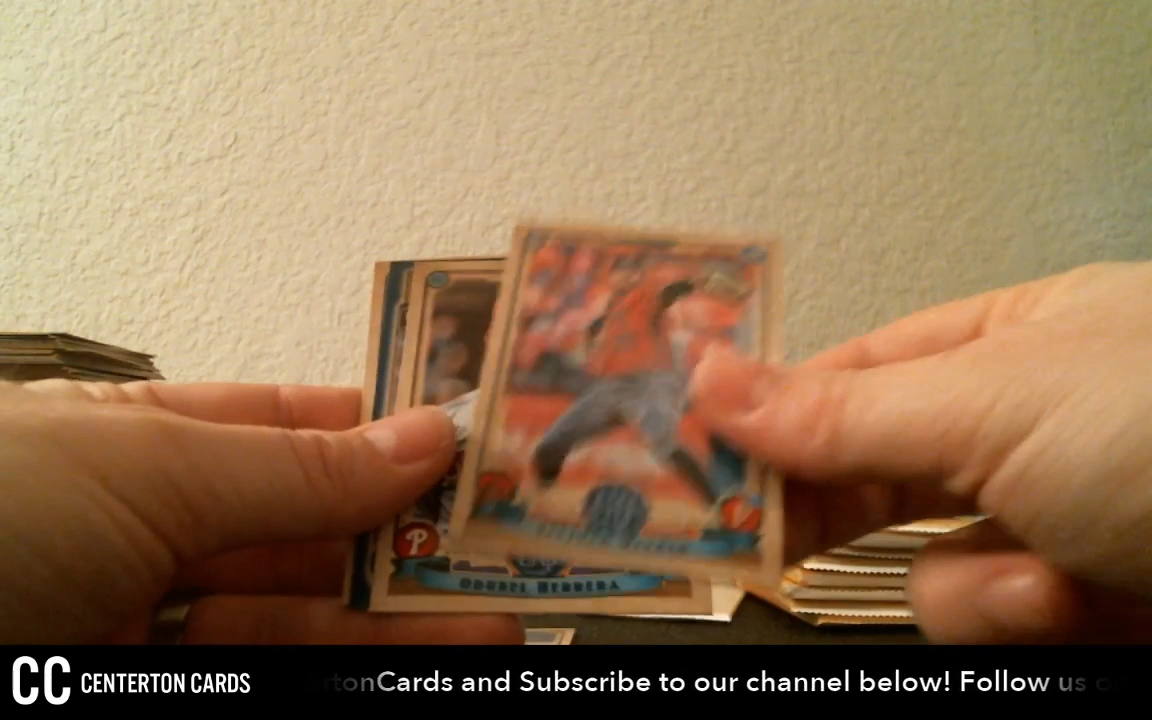 P
ODUBEL HERRERA
CC CENTERTON CARDS
rtonCards and Subscribe to our channel below! Follow us o